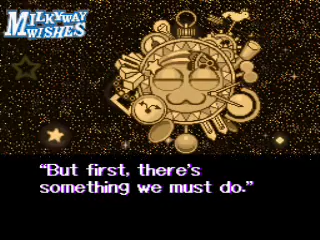 MILKYWAY
WISHES
“But first, there’s
something we must do.”